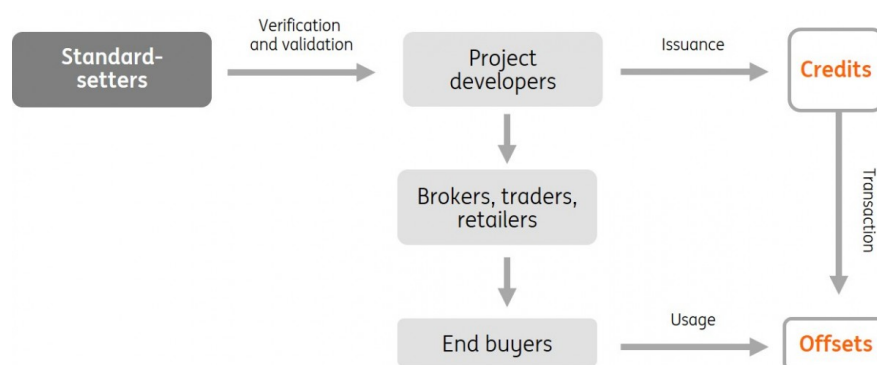 Verification
and validation
Standard-
setters
Project
developers
Issuance
Credits
Brokers, traders,
retailers
Transaction
End buyers
Usage
Offsets